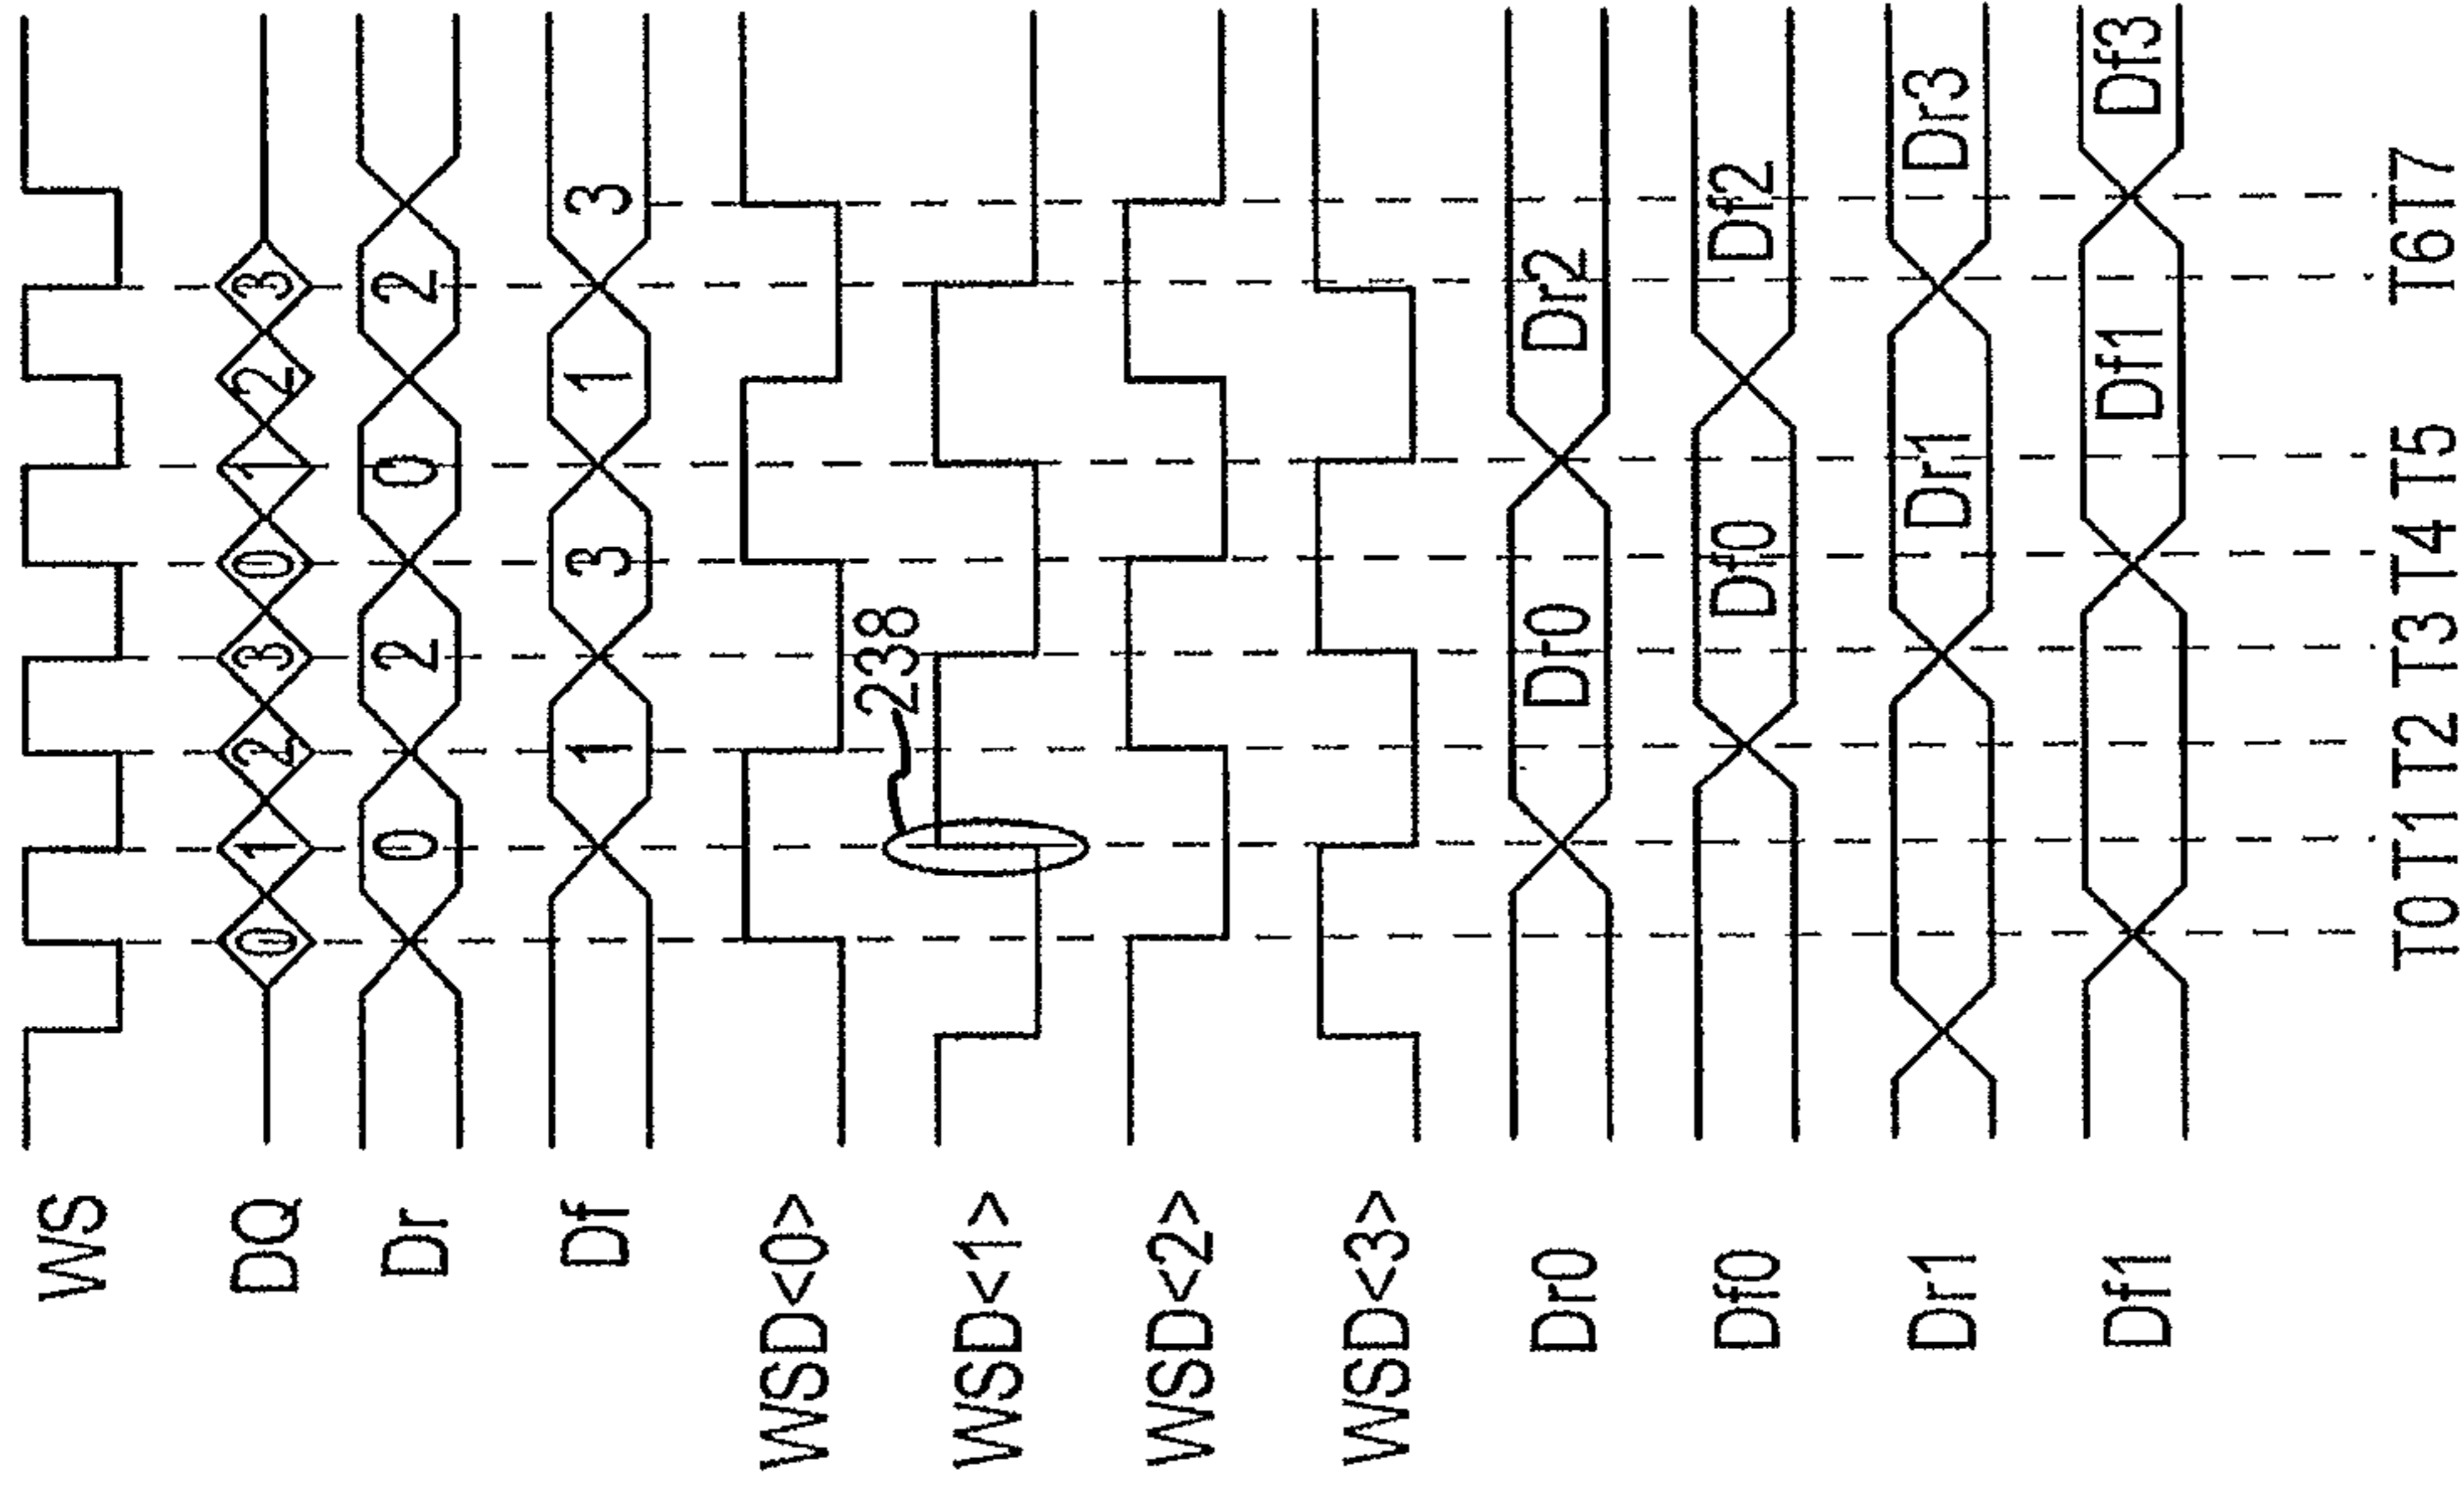 WS
DQ 0 1 2 3 0 1 2 3
Dr 0 2 0 2
Df 1 3 1 3
WSD<0>
238
WSD<1>
WSD<2>
WSD<3>
Dr0 Dr0 Dr2
Df0 Df0 Df2
Dr1 Dr1 Dr3
Df1 Df1 Df3
T0 T1 T2 T3 T4 T5 T6 T7